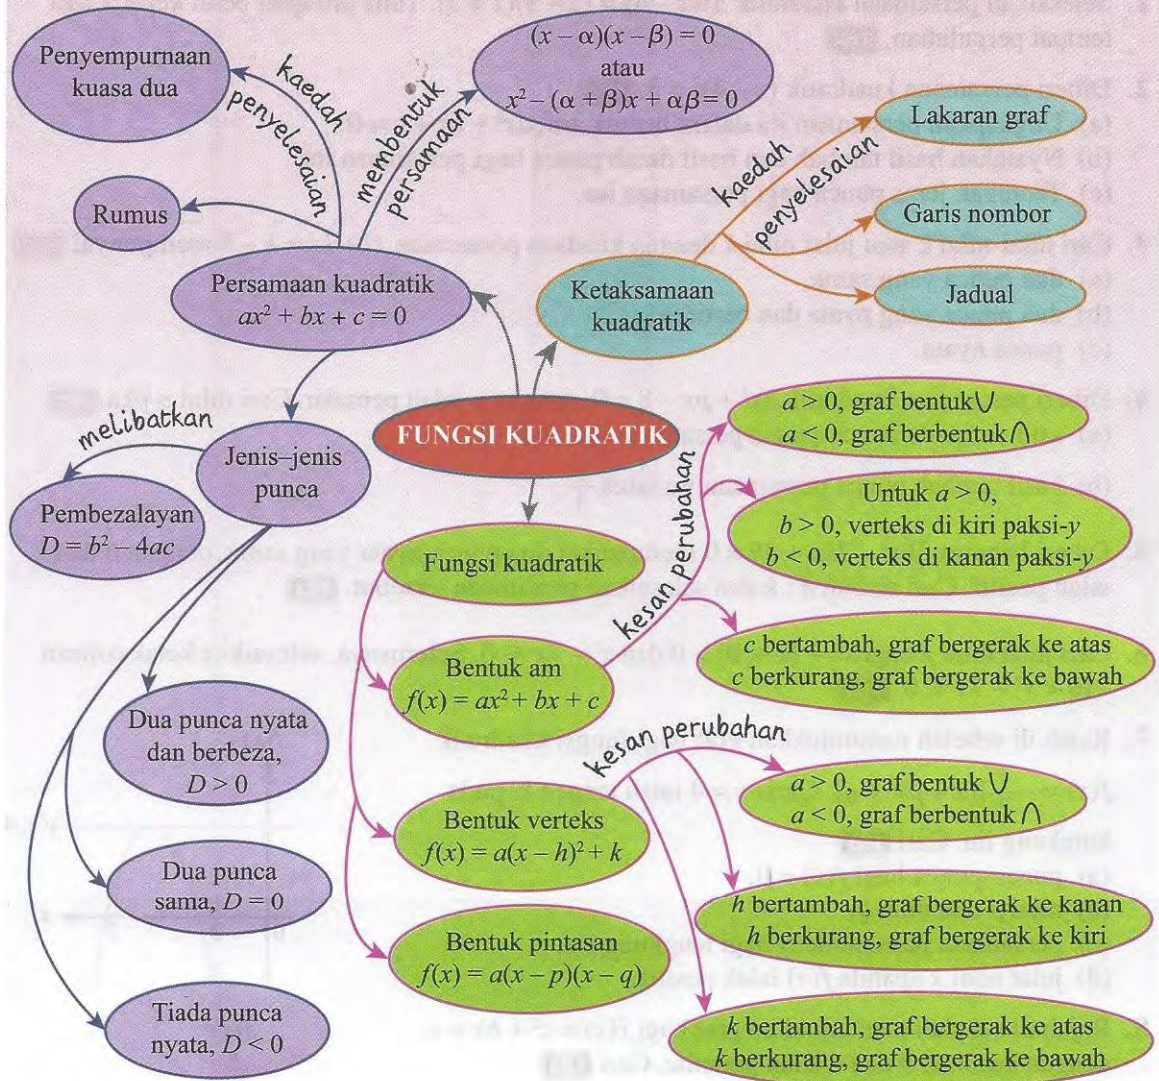 Penyempurnaan
kuasa dua
kaedah
penyelesaian
membentuk
persamaan
(x – α)(x – β) = 0
atau
x² – (α + β)x + αβ = 0
Rumus
Persamaan kuadratik
ax² + bx + c = 0
Ketaksamaan
kuadratik
kaedah
penyelesaian
Lakaran graf
Garis nombor
Jadual
FUNGSI KUADRATIK
melibatkan
Jenis–jenis
punca
Pembezalayan
D = b² – 4ac
Dua punca nyata
dan berbeza,
D > 0
Dua punca
sama, D = 0
Tiada punca
nyata, D < 0
Fungsi kuadratik
Bentuk am
f(x) = ax² + bx + c
kesan perubahan
a > 0, graf bentuk ∪
a < 0, graf berbentuk ∩
Untuk a > 0,
b > 0, verteks di kiri paksi-y
b < 0, verteks di kanan paksi-y
c bertambah, graf bergerak ke atas
c berkurang, graf bergerak ke bawah
Bentuk verteks
f(x) = a(x – h)² + k
kesan perubahan
a > 0, graf bentuk ∪
a < 0, graf berbentuk ∩
h bertambah, graf bergerak ke kanan
h berkurang, graf bergerak ke kiri
k bertambah, graf bergerak ke atas
k berkurang, graf bergerak ke bawah
Bentuk pintasan
f(x) = a(x – p)(x – q)